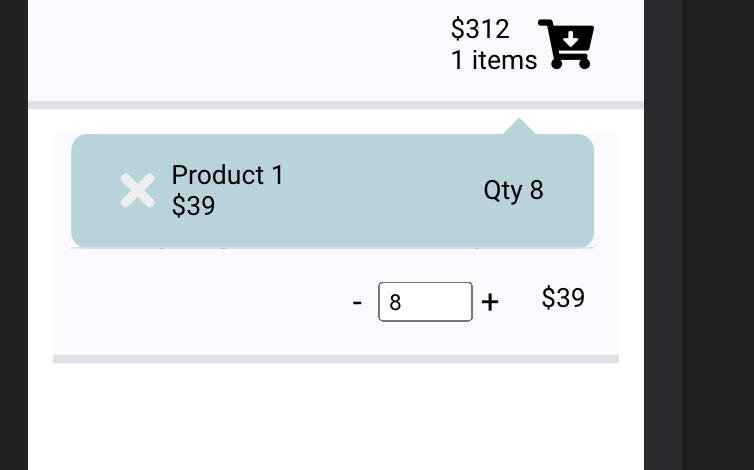 $312
1 items
Product 1
$39
Qty 8
- 8 + $39